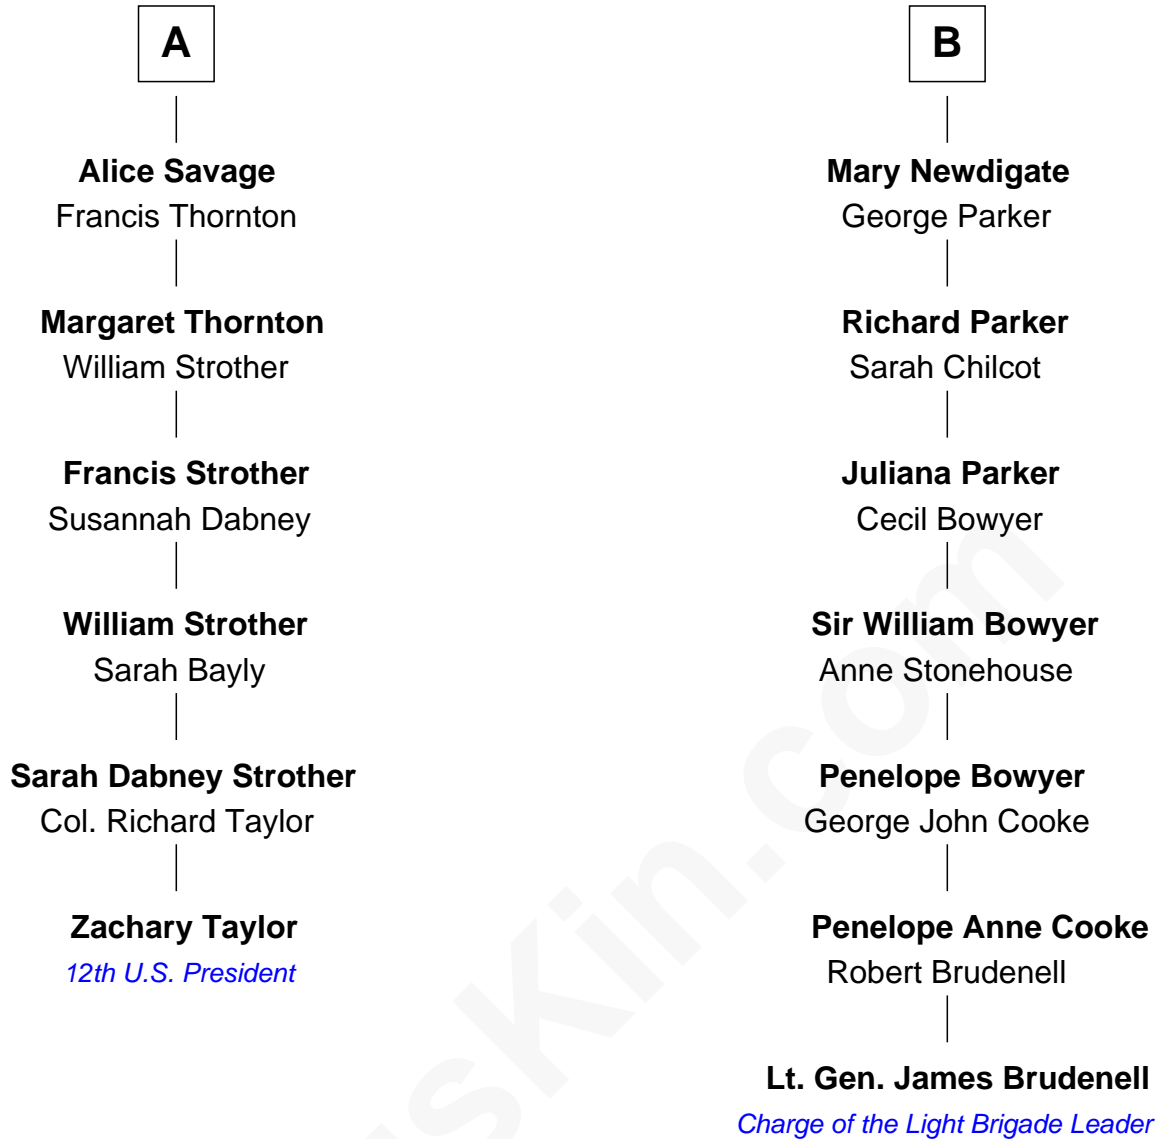 A
Alice Savage
Francis Thornton
Margaret Thornton
William Strother
Francis Strother
Susannah Dabney
William Strother
Sarah Bayly
Sarah Dabney Strother
Col. Richard Taylor
Zachary Taylor
12th U.S. President
B
Mary Newdigate
George Parker
Richard Parker
Sarah Chilcot
Juliana Parker
Cecil Bowyer
Sir William Bowyer
Anne Stonehouse
Penelope Bowyer
George John Cooke
Penelope Anne Cooke
Robert Brudenell
Lt. Gen. James Brudenell
Charge of the Light Brigade Leader